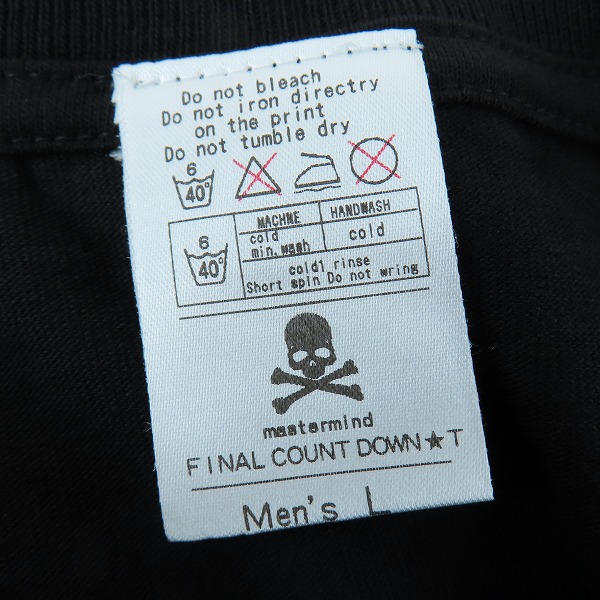 Do not bleach
Do not iron directry
on the print
Do not tumble dry
6
40°
MACHNE HANDWASH
6
40°
cold
min.wash
cold
cold1 rinse
Short spin Do not wring
mastermind
FINAL COUNT DOWN★T
Men's L